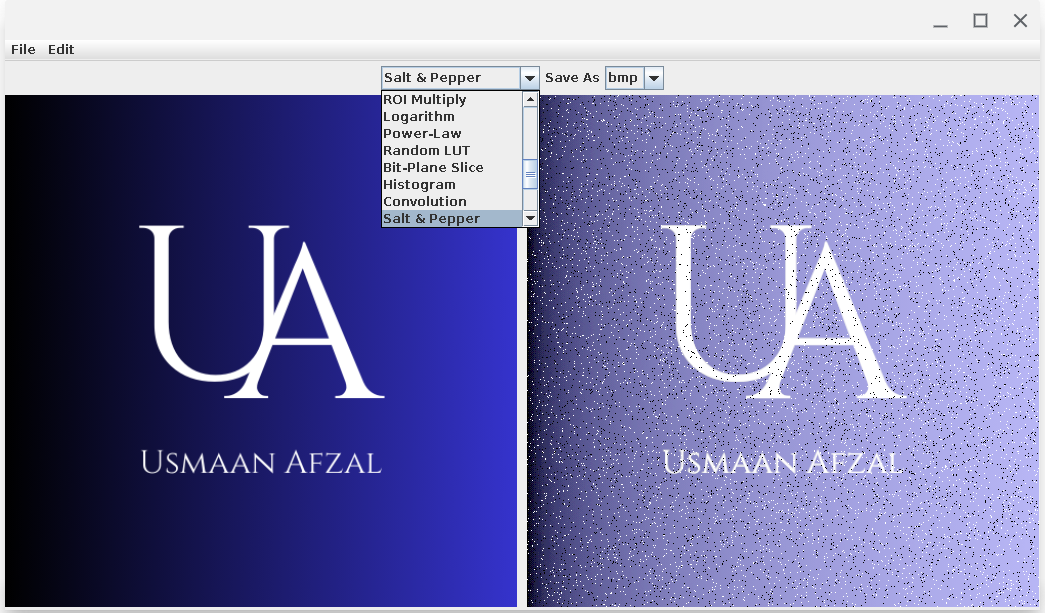 File Edit
Salt & Pepper Save As bmp
ROI Multiply
Logarithm
Power-Law
Random LUT
Bit-Plane Slice
Histogram
Convolution
Salt & Pepper
UA
USMAAN AFZAL
UA
USMAAN AFZAL